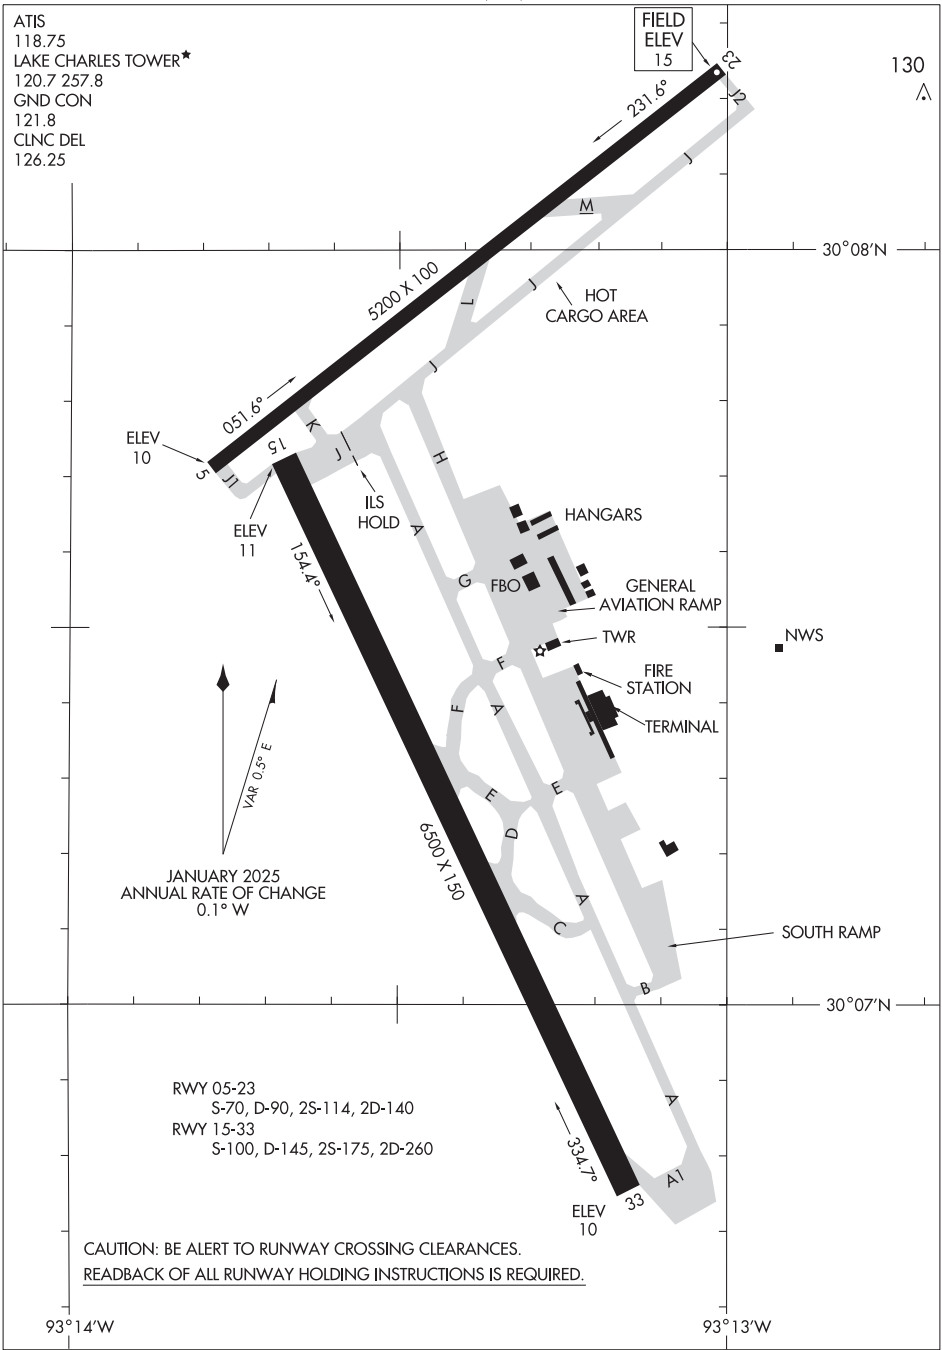 ATIS
118.75
LAKE CHARLES TOWER★
120.7 257.8
GND CON
121.8
CLNC DEL
126.25
FIELD
ELEV
15
23
130
J2
231.6°
J
M
30°08'N
5200 X 100
L
J
HOT
CARGO AREA
J
051.6°
K
15
J
H
ELEV
10
5
J1
ELEV
11
ILS
HOLD
A
HANGARS
154.4°
G
FBO
GENERAL
AVIATION RAMP
TWR
NWS
F
FIRE
STATION
F
A
TERMINAL
VAR 0.5° E
E
E
D
6500 X 150
JANUARY 2025
ANNUAL RATE OF CHANGE
0.1° W
A
C
SOUTH RAMP
B
30°07'N
RWY 05-23
S-70, D-90, 2S-114, 2D-140
RWY 15-33
S-100, D-145, 2S-175, 2D-260
A
334.7°
A1
33
ELEV
10
CAUTION: BE ALERT TO RUNWAY CROSSING CLEARANCES.
READBACK OF ALL RUNWAY HOLDING INSTRUCTIONS IS REQUIRED.
93°14'W
93°13'W